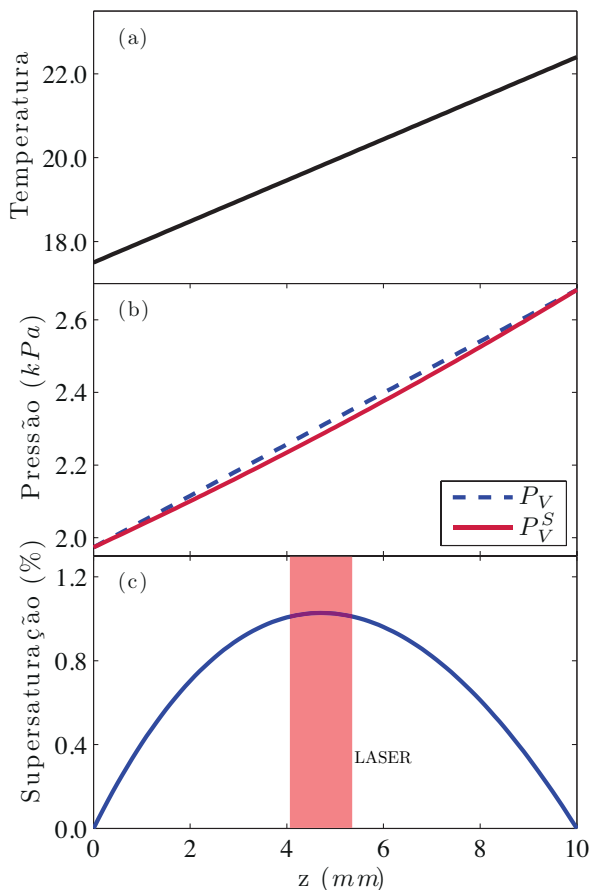 (a)
Temperatura
22.0
20.0
18.0
(b)
Pressão (kPa)
2.6
2.4
2.2
2.0
P_V
P_V^S
(c)
Supersaturação (%)
1.2
0.8
0.4
0.0
LASER
0 2 4 6 8 10
z (mm)